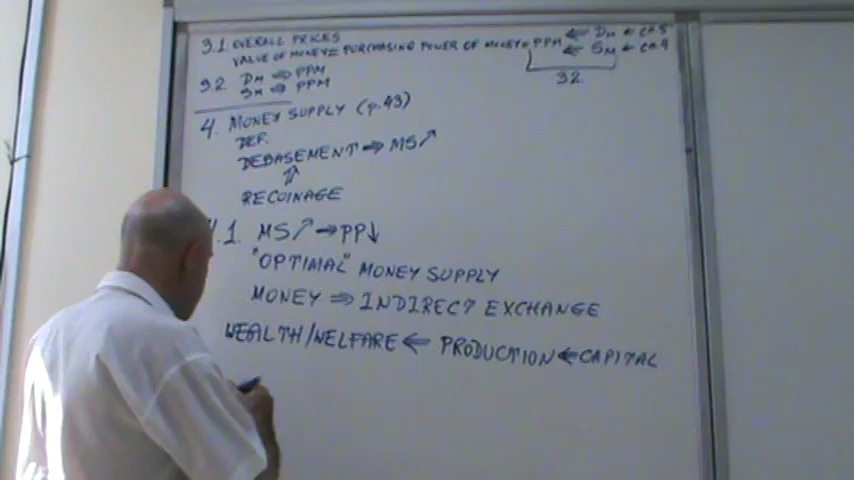 3.1. OVERALL PRICES
VALUE OF MONEY = PURCHASING POWER OF MONEY = PPM ⇐ DM ← CH.5
⇐ SM ← CH.4
32
3.2 DM ⇒ PPM
SM ⇒ PPM
4. MONEY SUPPLY (p.43)
DEF.
DEBASEMENT ⇒ MS↗
⇑
RECOINAGE
4.1. MS↗ ⇒ PP↓
"OPTIMAL" MONEY SUPPLY
MONEY ⇒ INDIRECT EXCHANGE
WEALTH/WELFARE ⇐ PRODUCTION ⇐ CAPITAL